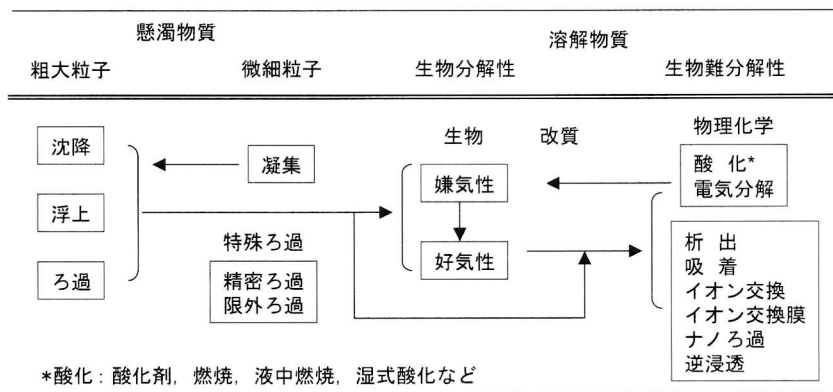 懸濁物質 溶解物質
粗大粒子 微細粒子 生物分解性 生物難分解性
生物 改質 物理化学
沈降
凝集
嫌気性
酸 化*
電気分解
浮上
特殊ろ過
精密ろ過
限外ろ過
好気性
析 出
吸 着
イオン交換
イオン交換膜
ナノろ過
逆浸透
ろ過
*酸化：酸化剤，燃焼，液中燃焼，湿式酸化など